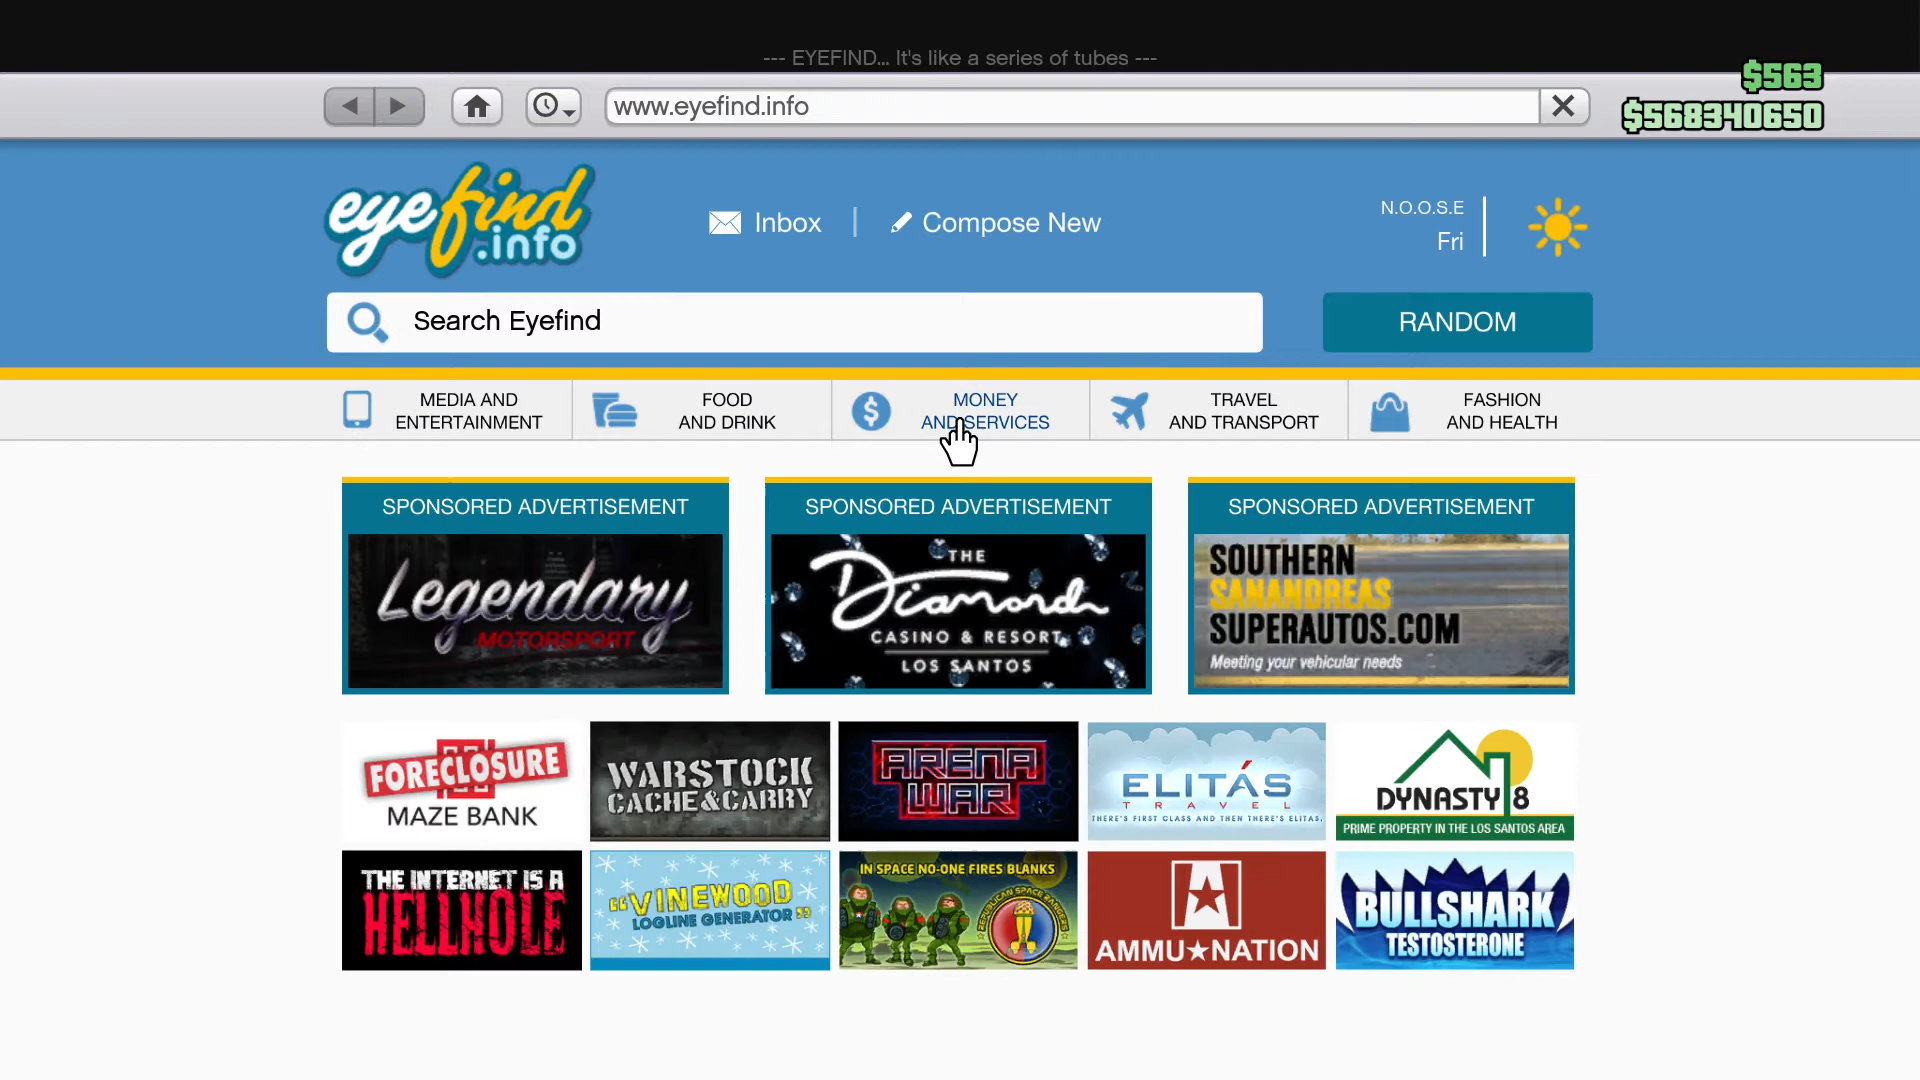 --- EYEFIND... It's like a series of tubes ---
$563
www.eyefind.info
$568340650
eyefind
.info
Inbox
Compose New
N.O.O.S.E
Fri
Search Eyefind
RANDOM
MEDIA AND
ENTERTAINMENT
FOOD
AND DRINK
MONEY
AND SERVICES
TRAVEL
AND TRANSPORT
FASHION
AND HEALTH
SPONSORED ADVERTISEMENT
Legendary
MOTORSPORT
SPONSORED ADVERTISEMENT
THE
Diamond
CASINO & RESORT
LOS SANTOS
SPONSORED ADVERTISEMENT
SOUTHERN
SANANDREAS
SUPERAUTOS.COM
Meeting your vehicular needs
FORECLOSURE
MAZE BANK
WARSTOCK
CACHE&CARRY
ARENA
WAR
ELITÁS
TRAVEL
THERE'S FIRST CLASS AND THEN THERE'S ELITAS.
DYNASTY 8
PRIME PROPERTY IN THE LOS SANTOS AREA
THE INTERNET IS A
HELLHOLE
"VINEWOOD
LOGLINE GENERATOR"
IN SPACE NO-ONE FIRES BLANKS
REPUBLICAN SPACE RANGERS
AMMU★NATION
BULLSHARK
TESTOSTERONE